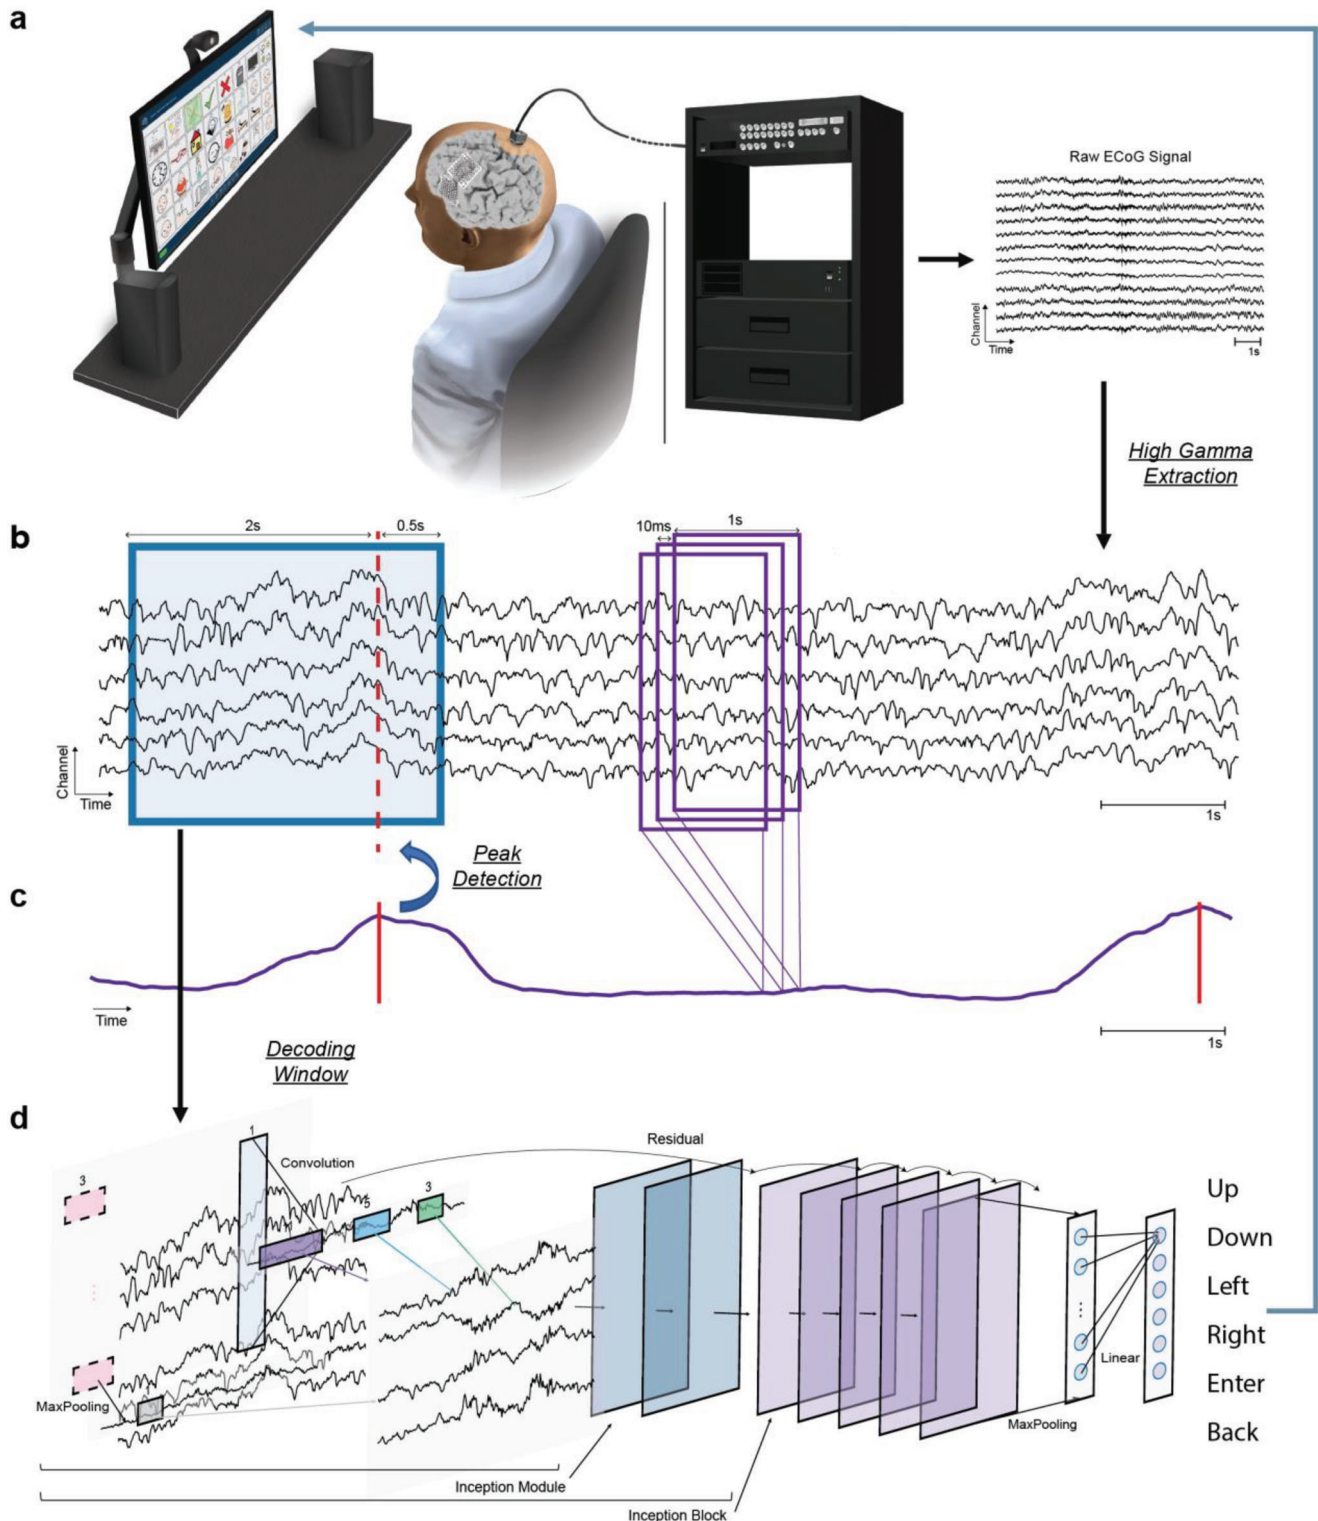 a
Raw ECoG Signal
Channel
Time
1s
High Gamma
Extraction
b
2s
0.5s
10ms
1s
Channel
Time
1s
Peak
Detection
c
Time
1s
Decoding
Window
d
1
3
Convolution
5
3
Residual
MaxPooling
Linear
MaxPooling
Up
Down
Left
Right
Enter
Back
Inception Module
Inception Block